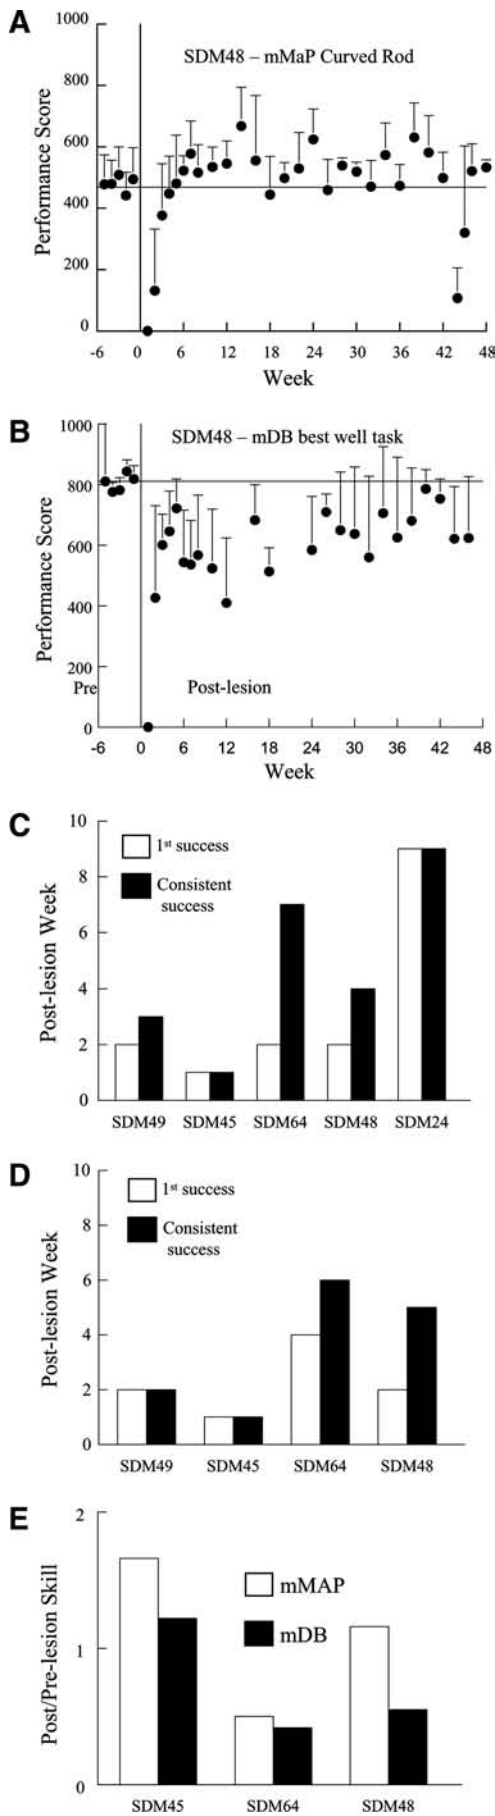 A
SDM48 – mMaP Curved Rod
Performance Score
1000
800
600
400
200
0
-6 0 6 12 18 24 30 36 42 48
Week
B
SDM48 – mDB best well task
Performance Score
1000
800
600
400
200
0
Pre
Post-lesion
-6 0 6 12 18 24 30 36 42 48
Week
C
Post-lesion Week
10
8
6
4
2
0
1st success
Consistent
success
SDM49 SDM45 SDM64 SDM48 SDM24
D
Post-lesion Week
10
8
6
4
2
0
1st success
Consistent
success
SDM49 SDM45 SDM64 SDM48
E
Post/Pre-lesion Skill
2
1
0
mMAP
mDB
SDM45 SDM64 SDM48